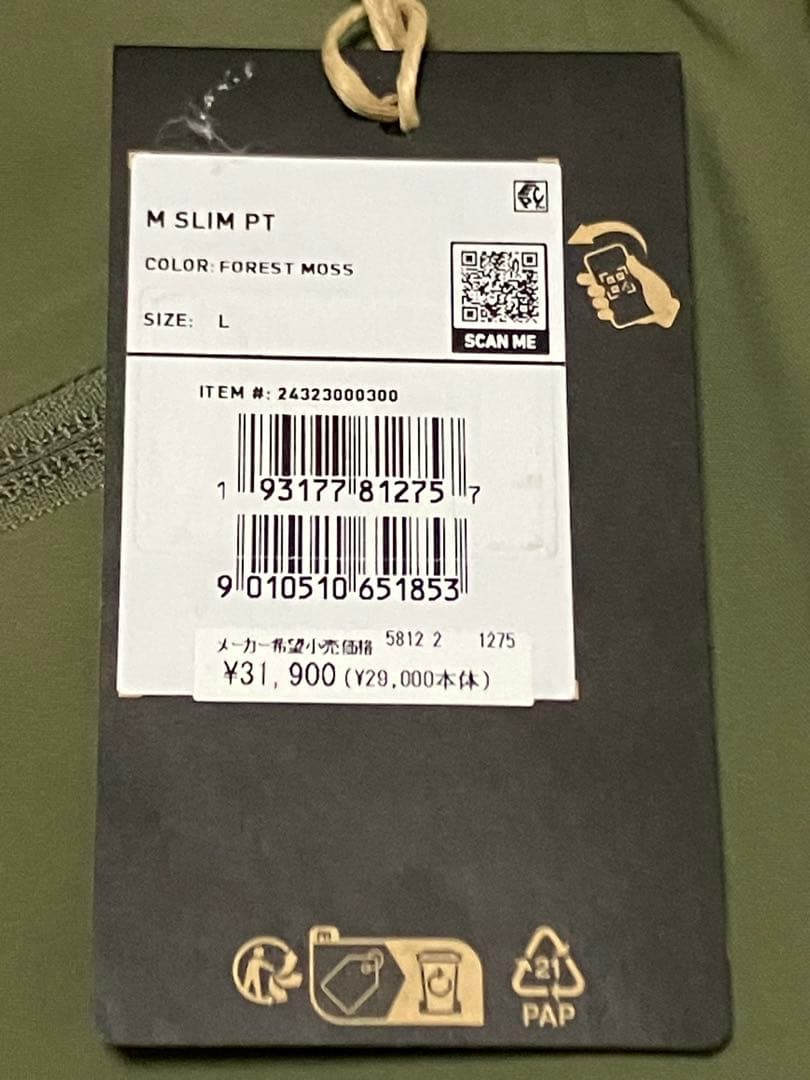 M SLIM PT
COLOR: FOREST MOSS
SIZE: L
SCAN ME
ITEM #: 24323000300
1 93177 81275 7
9 010510 651853
メーカー希望小売価格 5812 2 1275
¥31,900 (¥29,000本体)
21
PAP